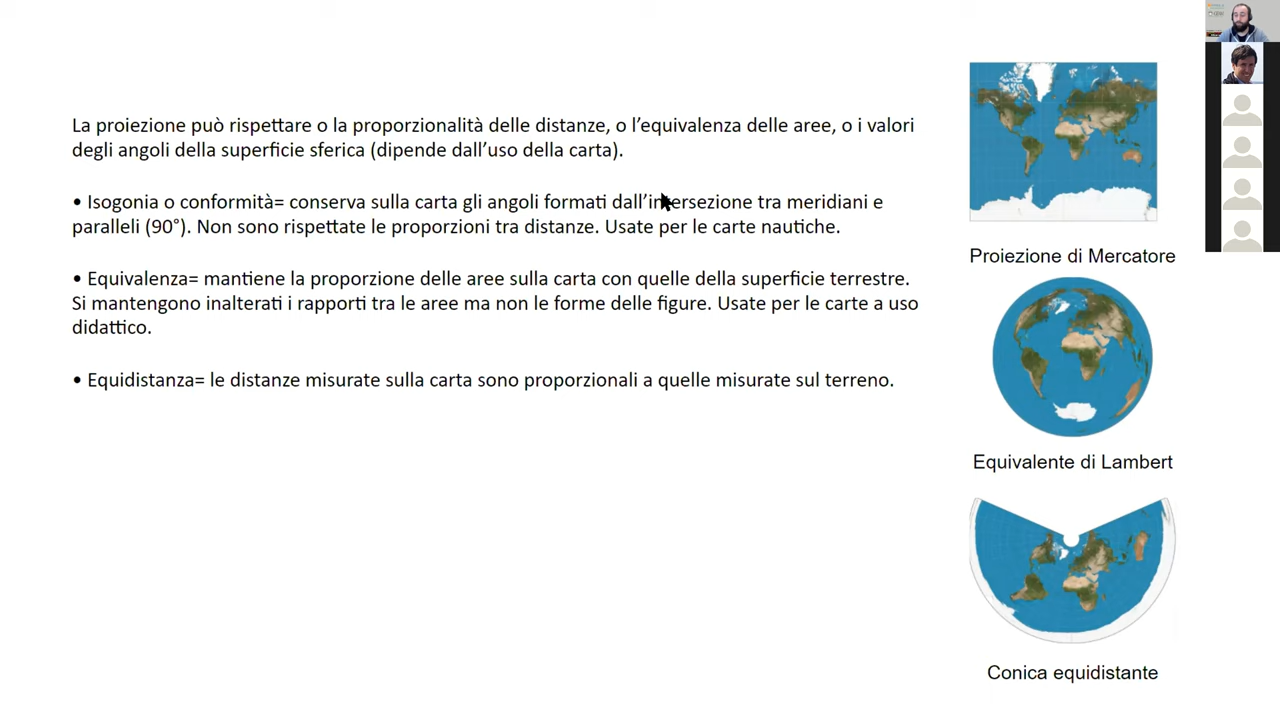 La proiezione può rispettare o la proporzionalità delle distanze, o l'equivalenza delle aree, o i valori
degli angoli della superficie sferica (dipende dall'uso della carta).
• Isogonia o conformità= conserva sulla carta gli angoli formati dall'intersezione tra meridiani e
paralleli (90°). Non sono rispettate le proporzioni tra distanze. Usate per le carte nautiche.
• Equivalenza= mantiene la proporzione delle aree sulla carta con quelle della superficie terrestre.
Si mantengono inalterati i rapporti tra le aree ma non le forme delle figure. Usate per le carte a uso
didattico.
• Equidistanza= le distanze misurate sulla carta sono proporzionali a quelle misurate sul terreno.
Proiezione di Mercatore
Equivalente di Lambert
Conica equidistante